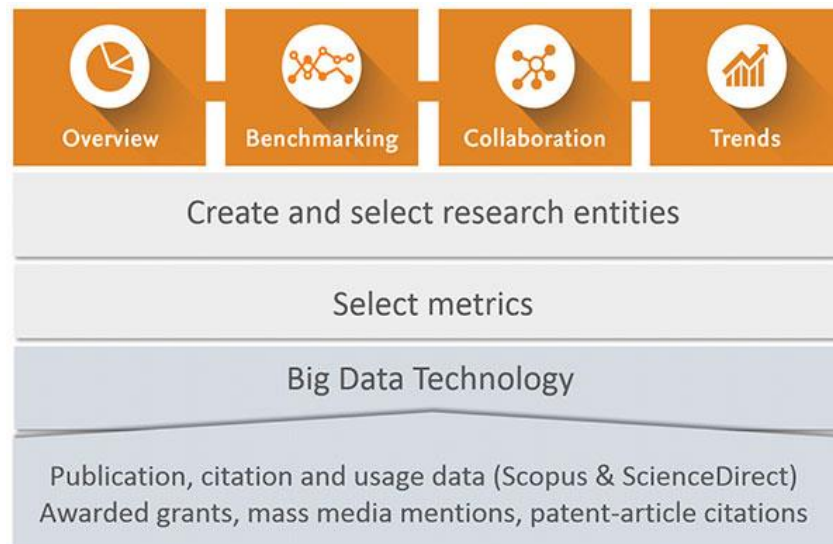 Overview
Benchmarking
Collaboration
Trends
Create and select research entities
Select metrics
Big Data Technology
Publication, citation and usage data (Scopus & ScienceDirect)
Awarded grants, mass media mentions, patent-article citations